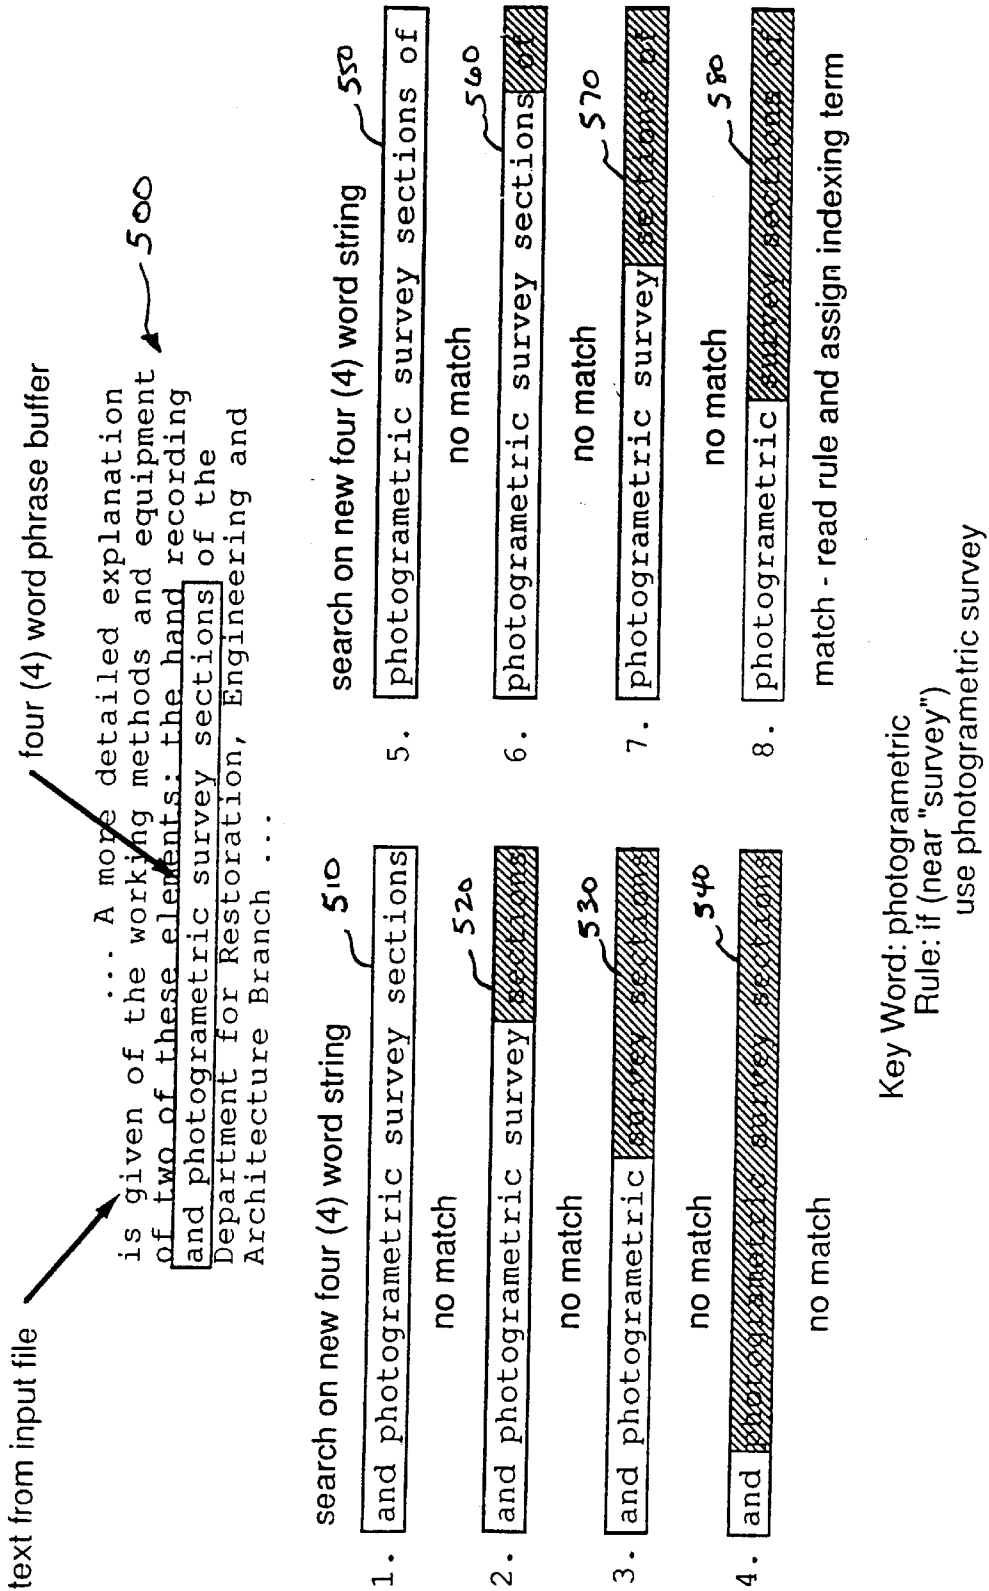 text from input file
four (4) word phrase buffer
... A more detailed explanation
is given of the working methods and equipment
500
of two of these elements: the hand recording
and photogrametric survey sections of the
Department for Restoration, Engineering and
Architecture Branch ...
search on new four (4) word string
510
1. and photogrametric survey sections
no match
520
2. and photogrametric survey sections
no match
530
3. and photogrametric survey sections
no match
540
4. and photogrametric survey sections
no match
search on new four (4) word string
550
5. photogrametric survey sections of
no match
560
6. photogrametric survey sections of
no match
570
7. photogrametric survey sections of
no match
580
8. photogrametric survey sections of
match - read rule and assign indexing term
Key Word: photogrametric
Rule: if (near "survey")
use photogrametric survey